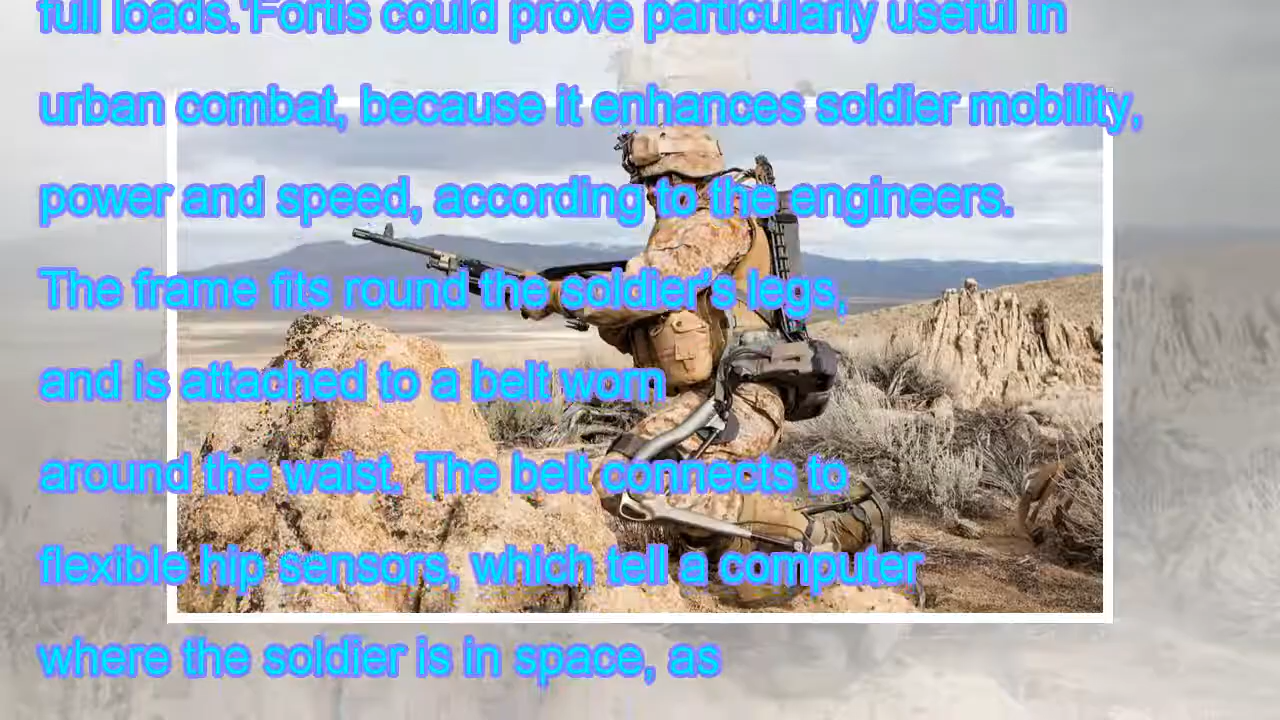 full loads.'Fortis could prove particularly useful in
urban combat, because it enhances soldier mobility,
power and speed, according to the engineers.
The frame fits round the soldier's legs,
and is attached to a belt worn
around the waist. The belt connects to
flexible hip sensors, which tell a computer
where the soldier is in space, as